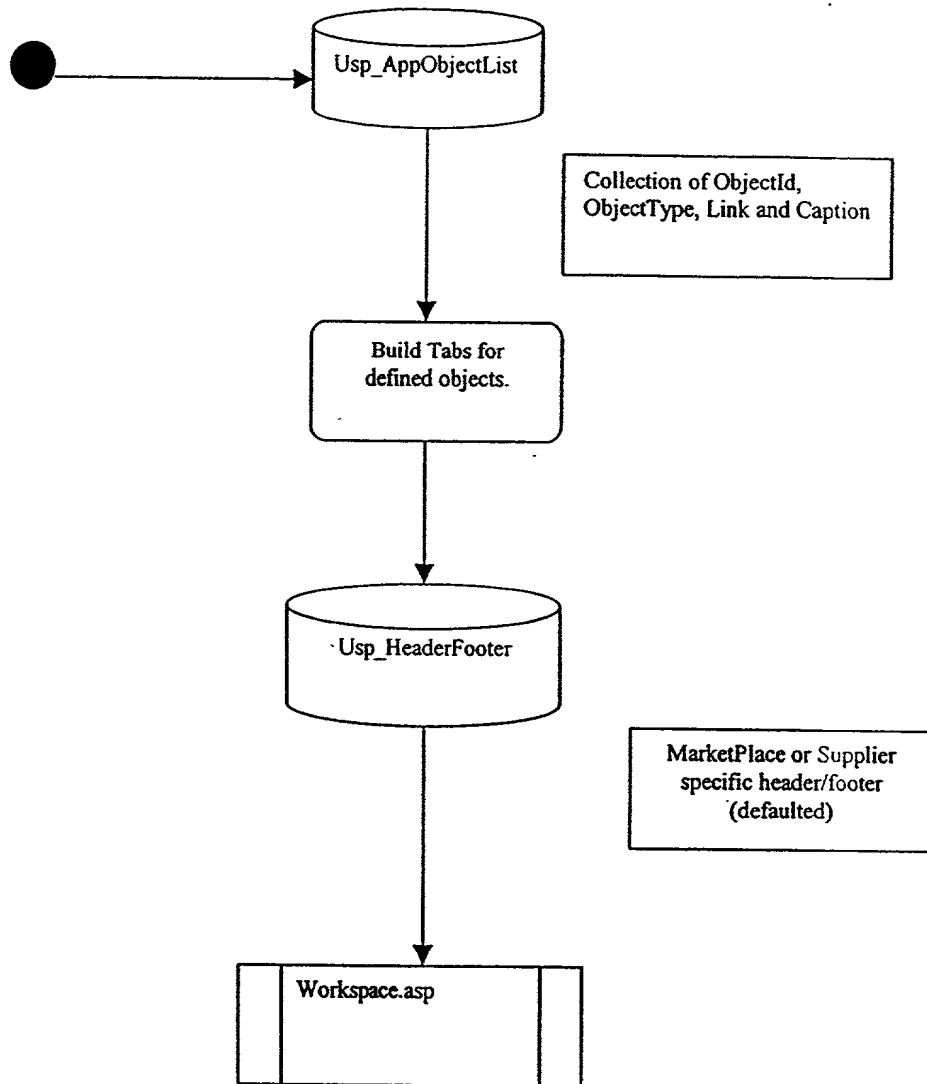 Usp_AppObjectList
Collection of ObjectId,
ObjectType, Link and Caption
Build Tabs for
defined objects.
Usp_HeaderFooter
MarketPlace or Supplier
specific header/footer
(defaulted)
Workspace.asp